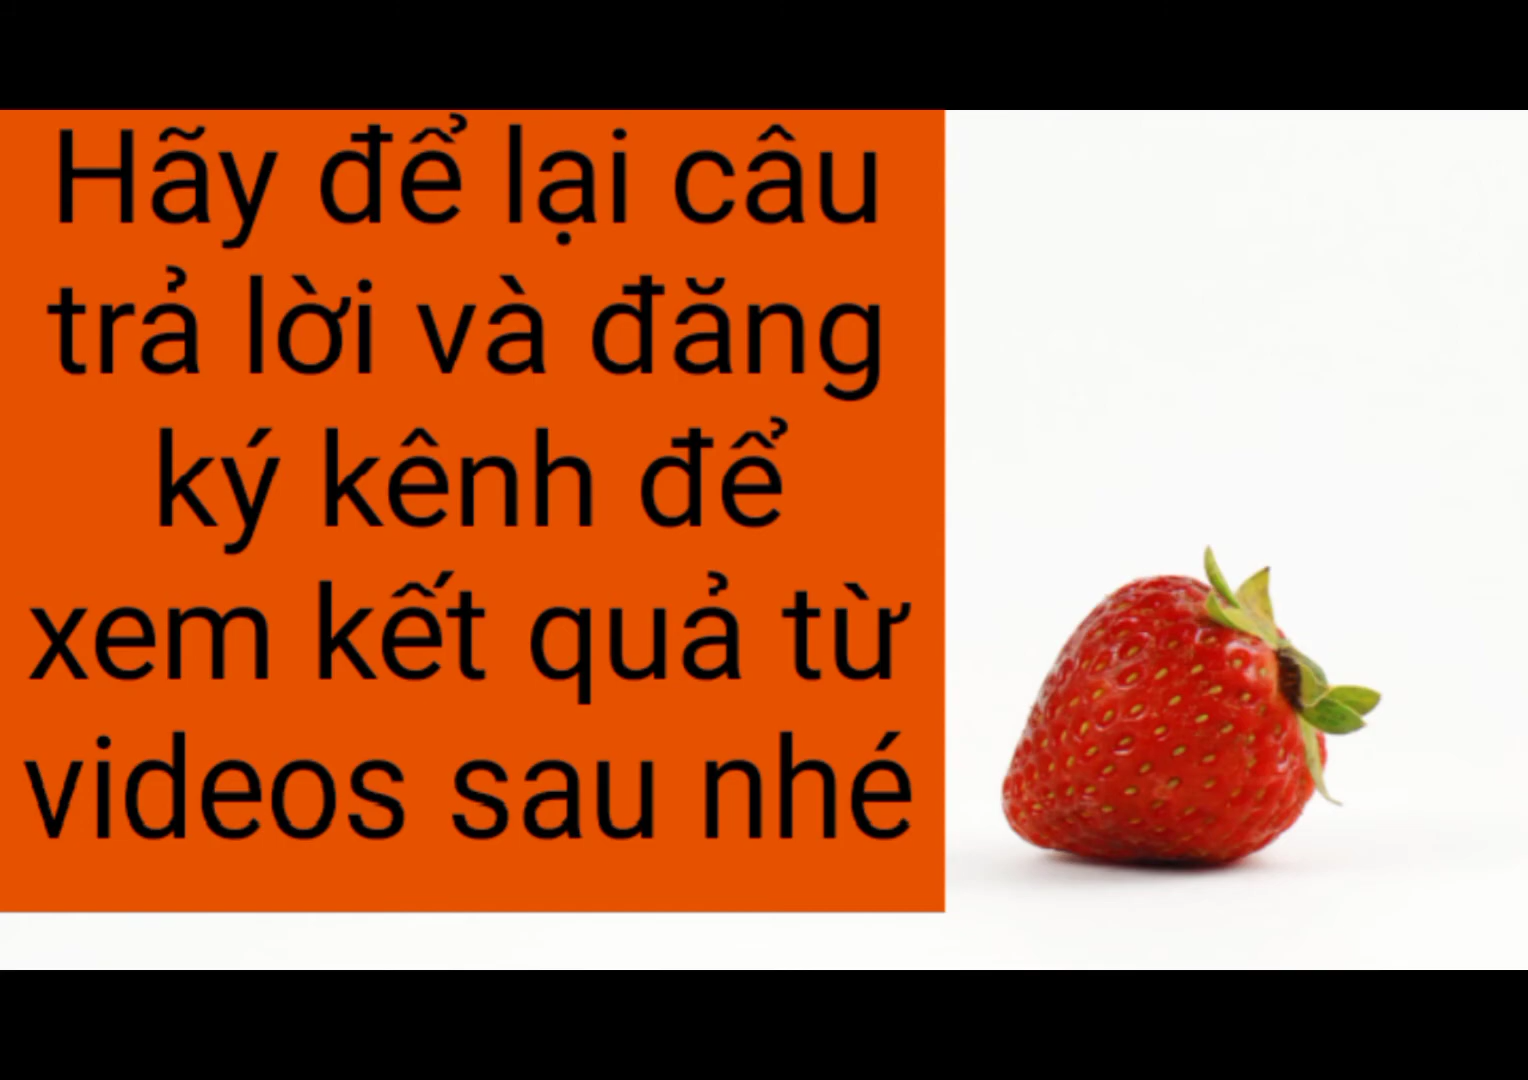 Hãy để lại câu
trả lời và đăng
ký kênh để
xem kết quả từ
videos sau nhé